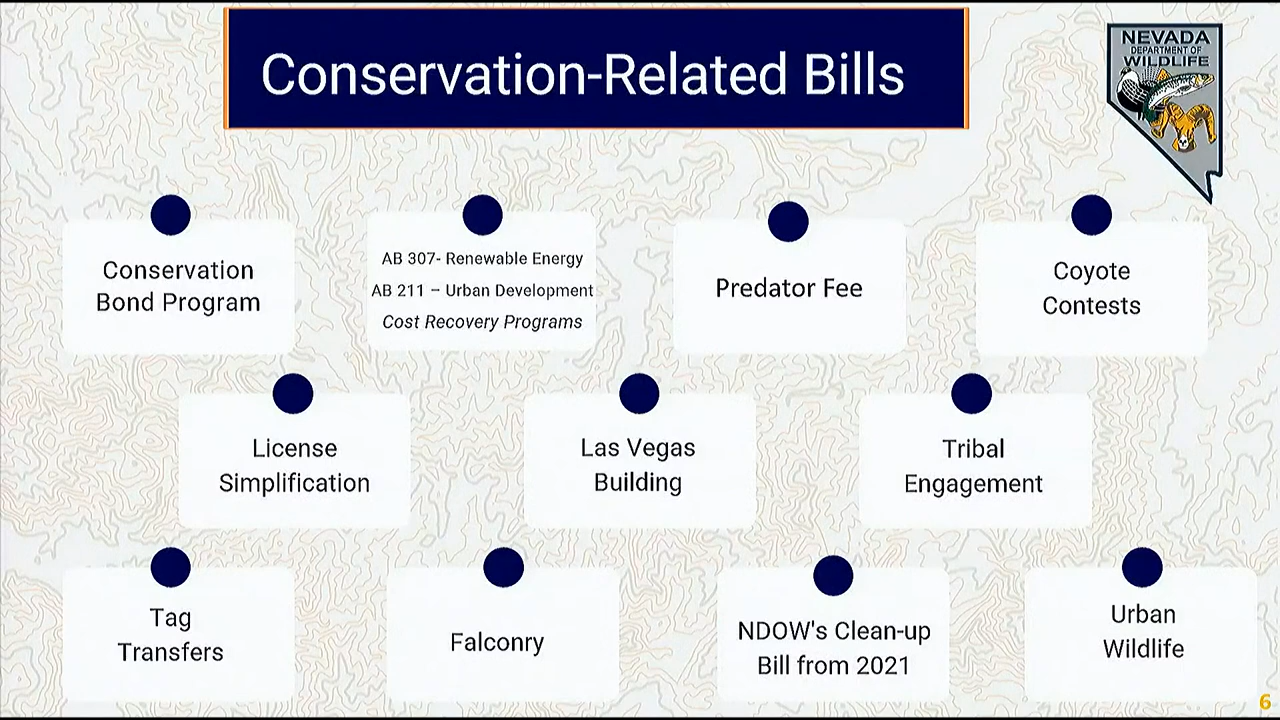 Conservation-Related Bills
NEVADA
DEPARTMENT OF
WILDLIFE
Conservation
Bond Program
AB 307- Renewable Energy
AB 211 – Urban Development
Cost Recovery Programs
Predator Fee
Coyote
Contests
License
Simplification
Las Vegas
Building
Tribal
Engagement
Tag
Transfers
Falconry
NDOW's Clean-up
Bill from 2021
Urban
Wildlife
6